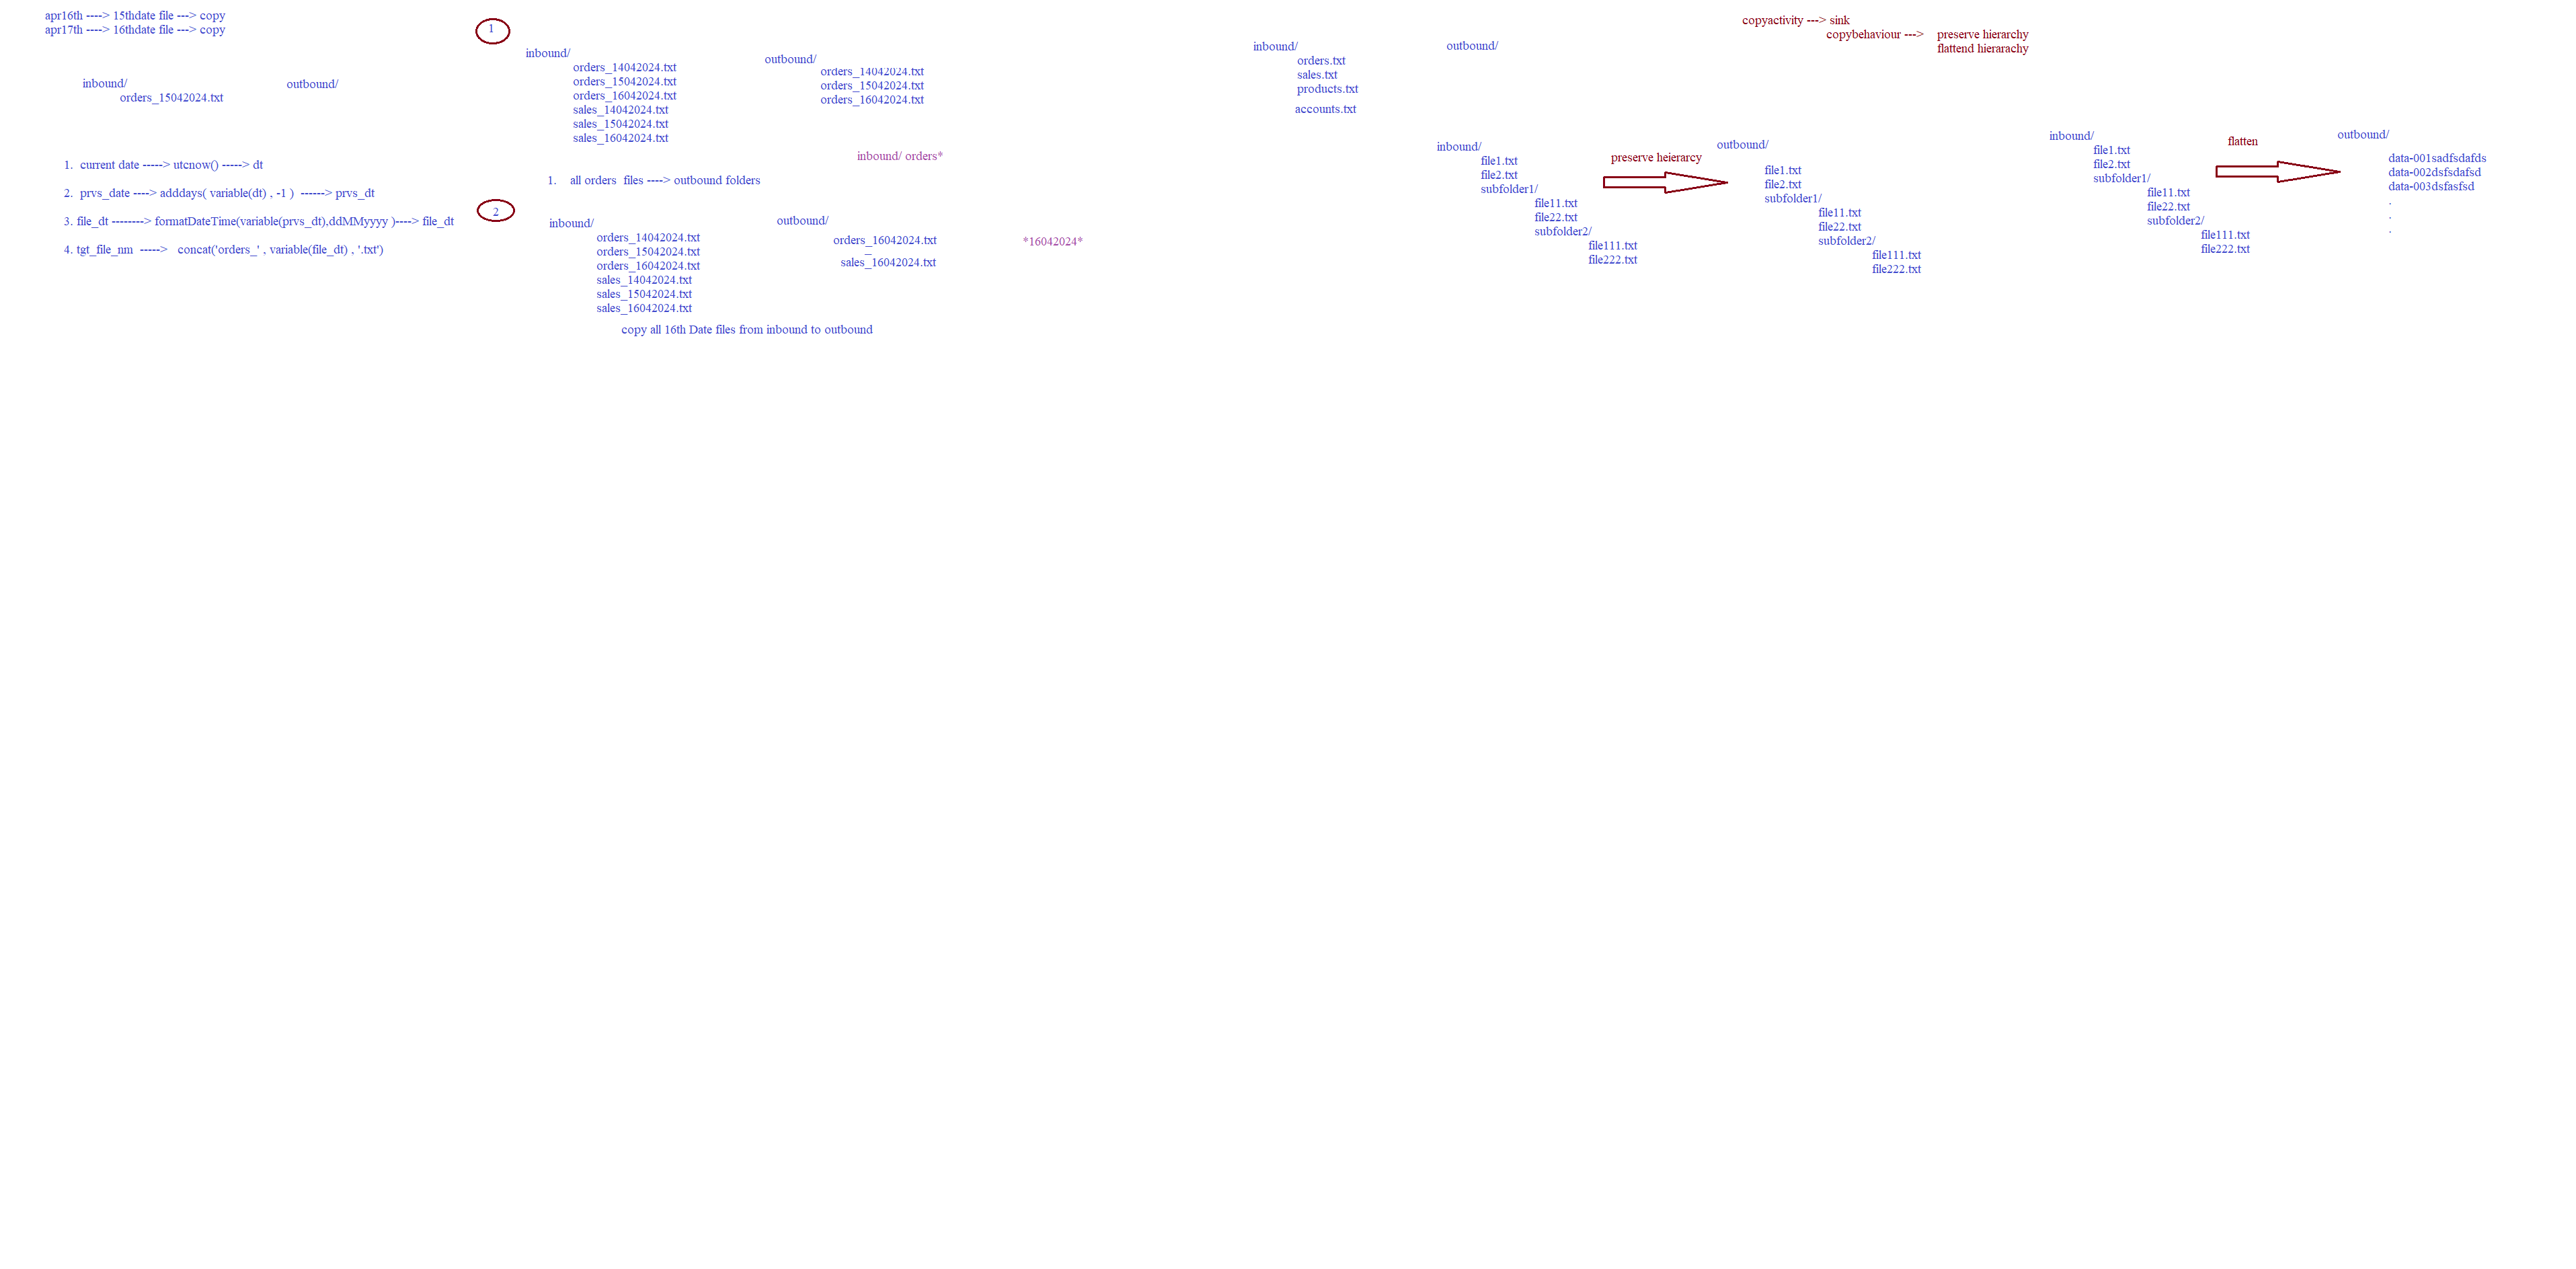 apr16th ----> 15thdate file ---> copy
apr17th ----> 16thdate file ---> copy
inbound/
orders_15042024.txt
outbound/
1. current date -----> utcnow() -----> dt
2. prvs_date ----> adddays( variable(dt) , -1 ) ------> prvs_dt
3. file_dt --------> formatDateTime(variable(prvs_dt),ddMMyyyy )----> file_dt
4. tgt_file_nm -----> concat('orders_' , variable(file_dt) , '.txt')
1
inbound/
orders_14042024.txt
orders_15042024.txt
orders_16042024.txt
sales_14042024.txt
sales_15042024.txt
sales_16042024.txt
outbound/
orders_14042024.txt
orders_15042024.txt
orders_16042024.txt
inbound/ orders*
1. all orders files ----> outbound folders
2
inbound/
orders_14042024.txt
orders_15042024.txt
orders_16042024.txt
sales_14042024.txt
sales_15042024.txt
sales_16042024.txt
outbound/
orders_16042024.txt
_
sales_16042024.txt
*16042024*
copy all 16th Date files from inbound to outbound
inbound/
orders.txt
sales.txt
products.txt
accounts.txt
outbound/
copyactivity ---> sink
copybehaviour ---> preserve hierarchy
flattend hierarachy
inbound/
file1.txt
file2.txt
subfolder1/
file11.txt
file22.txt
subfolder2/
file111.txt
file222.txt
preserve heierarcy
outbound/
file1.txt
file2.txt
subfolder1/
file11.txt
file22.txt
subfolder2/
file111.txt
file222.txt
inbound/
file1.txt
file2.txt
subfolder1/
file11.txt
file22.txt
subfolder2/
file111.txt
file222.txt
flatten
outbound/
data-001sadfsdafds
data-002dsfsdafsd
data-003dsfasfsd
.
.
.